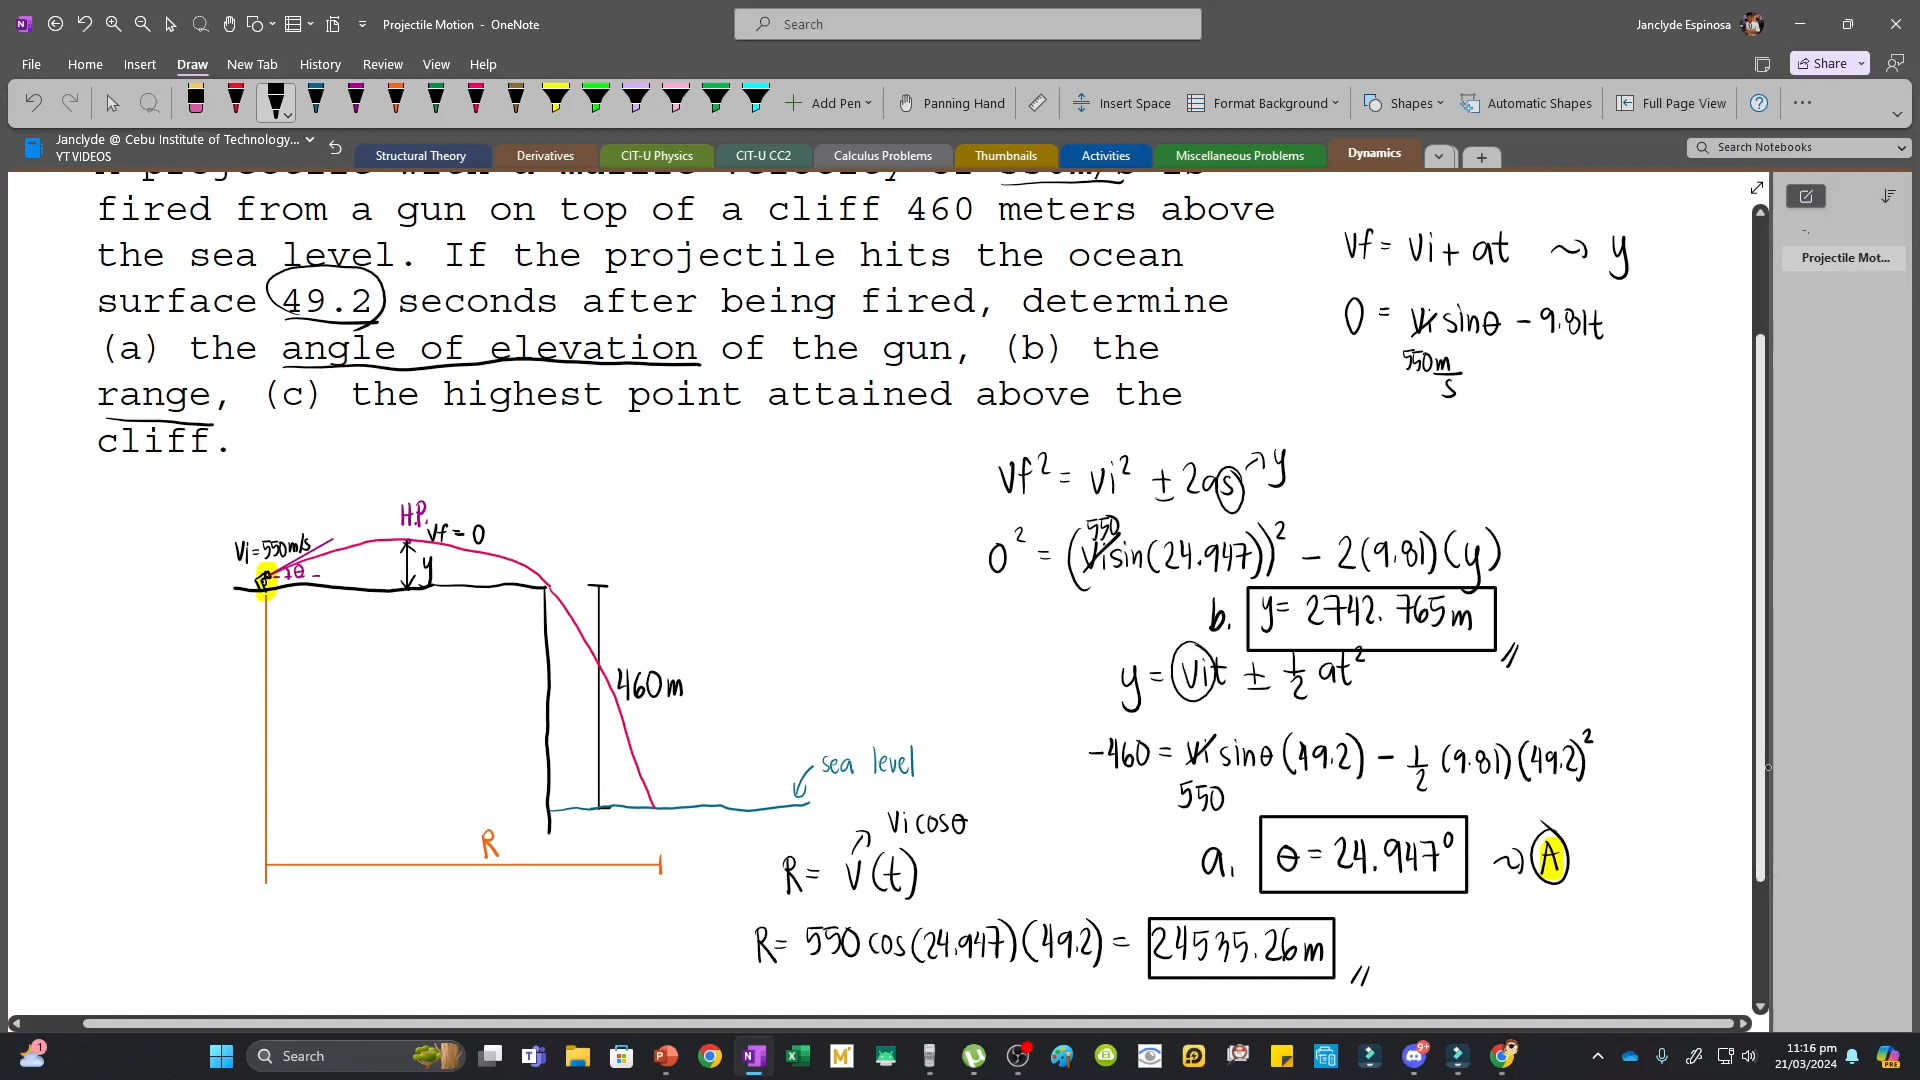 Projectile Motion - OneNote
Search
Janclyde Espinosa
File Home Insert Draw New Tab History Review View Help
Share
Add Pen
Panning Hand
Insert Space
Format Background
Shapes
Automatic Shapes
Full Page View
Janclyde @ Cebu Institute of Technology...
YT VIDEOS
Structural Theory
Derivatives
CIT-U Physics
CIT-U CC2
Calculus Problems
Thumbnails
Activities
Miscellaneous Problems
Dynamics
Search Notebooks
Projectile Mot...
fired from a gun on top of a cliff 460 meters above
the sea level. If the projectile hits the ocean
surface 49.2 seconds after being fired, determine
(a) the angle of elevation of the gun, (b) the
range, (c) the highest point attained above the
cliff.
Vf = Vi + at ~> y
0 = Vi sinθ - 9.81t
550 m/s
Vf² = Vi² ± 2as → y
0² = (Vi sin(24.947))² - 2(9.81)(y)
550
b. y = 2742.765m
y = Vit ± 1/2 at²
-460 = Vi sinθ (49.2) - 1/2 (9.81)(49.2)²
550
a. θ = 24.947° ~> A
H.P.
Vf = 0
Vi = 550m/s
θ
y
460m
sea level
R
Vi cosθ
R = V(t)
R = 550 cos(24.947)(49.2) = 24535.26m
Search
11:16 pm
21/03/2024